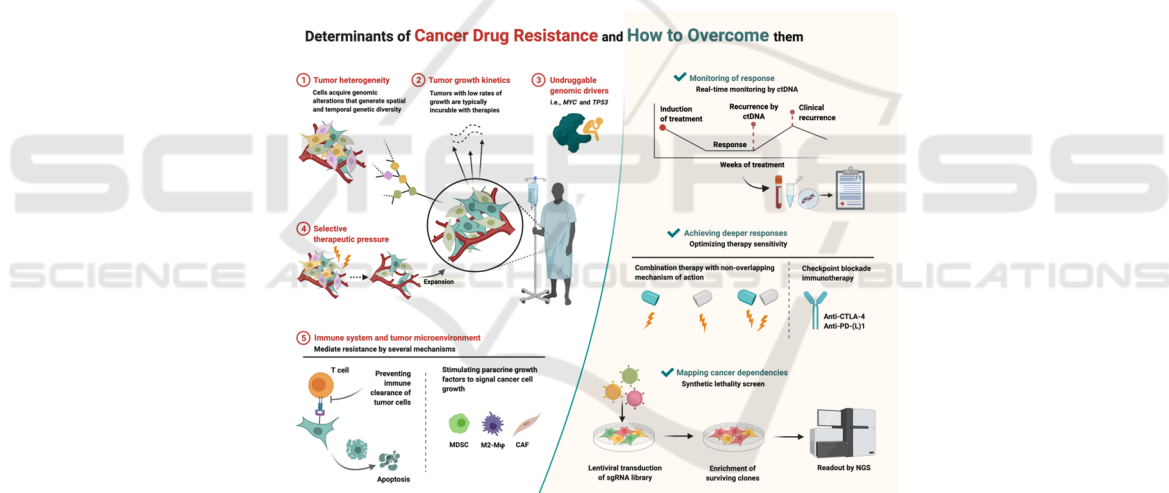 Determinants of Cancer Drug Resistance and How to Overcome them
1 Tumor heterogeneity
Cells acquire genomic
alterations that generate spatial
and temporal genetic diversity
2 Tumor growth kinetics
Tumors with low rates of
growth are typically
incurable with therapies
3 Undruggable
genomic drivers
i.e., MYC and TP53
4 Selective
therapeutic pressure
Expansion
5 Immune system and tumor microenvironment
Mediate resistance by several mechanisms
T cell
Preventing
immune
clearance of
tumor cells
Apoptosis
Stimulating paracrine growth
factors to signal cancer cell
growth
MDSC M2-Mφ CAF
Monitoring of response
Real-time monitoring by ctDNA
Induction
of treatment
Recurrence by
ctDNA
Clinical
recurrence
Response
Weeks of treatment
Achieving deeper responses
Optimizing therapy sensitivity
Combination therapy with non-overlapping
mechanism of action
Checkpoint blockade
immunotherapy
Anti-CTLA-4
Anti-PD-(L)1
Mapping cancer dependencies
Synthetic lethality screen
Lentiviral transduction
of sgRNA library
Enrichment of
surviving clones
Readout by NGS
SCITEPRESS
SCIENCE AND TECHNOLOGY PUBLICATIONS